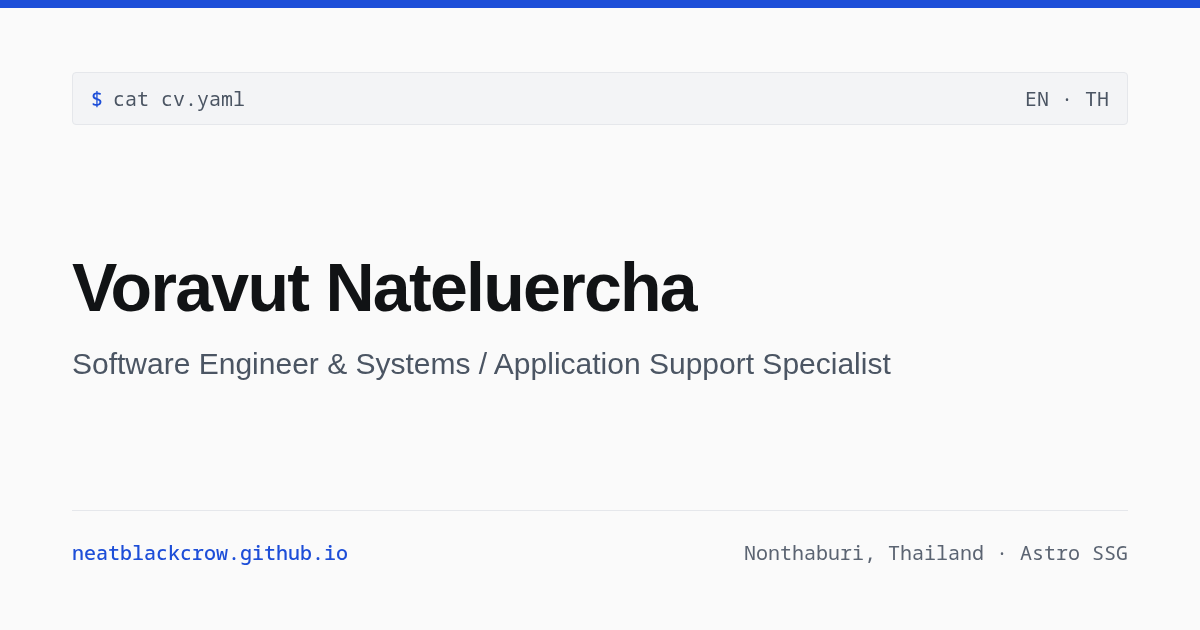 $ cat cv.yaml EN · TH
Voravut Nateluercha
Software Engineer & Systems / Application Support Specialist
neatblackcrow.github.io Nonthaburi, Thailand · Astro SSG